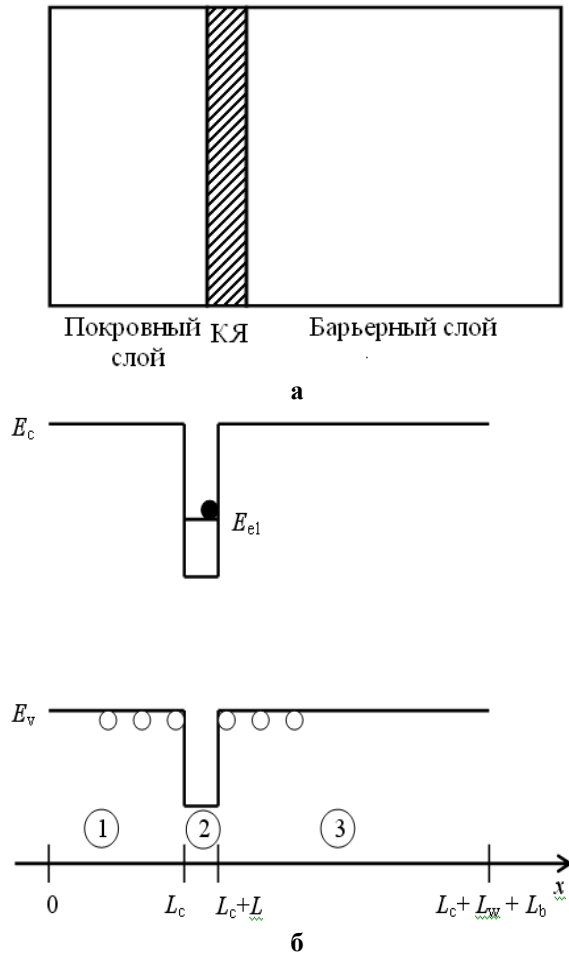 Покровный КЯ Барьерный слой
слой
а
E_c
E_e1
E_v
1 2 3
0 L_c L_c+L L_c+ L_w + L_b x
б